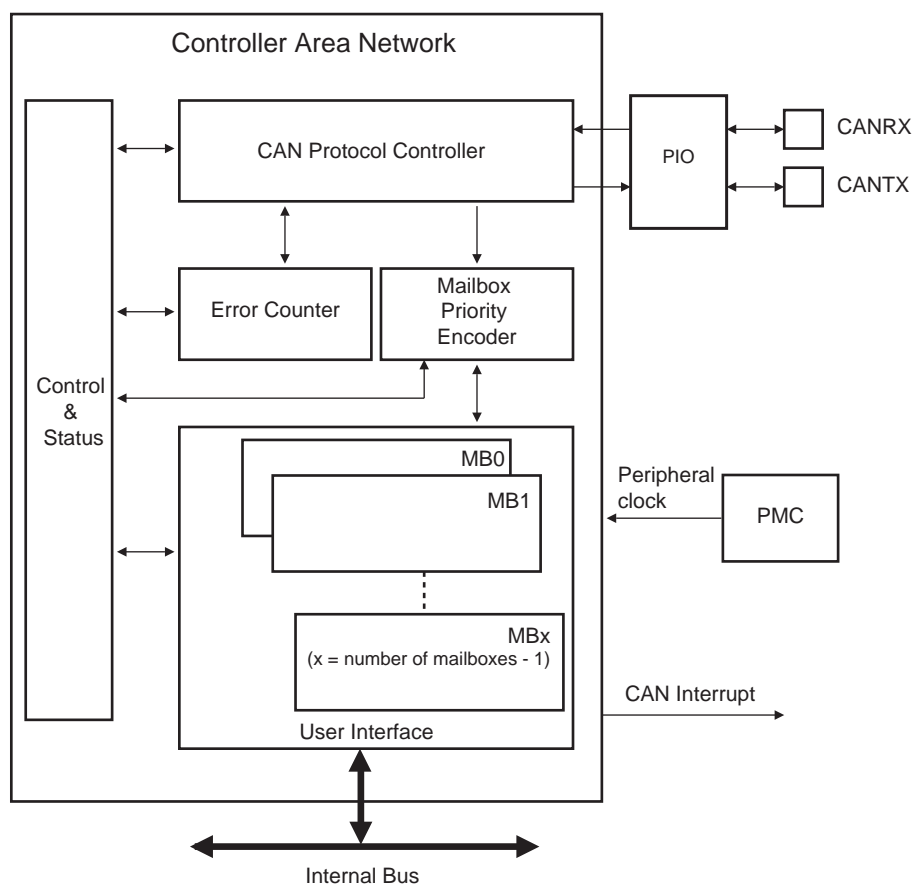 Controller Area Network
CAN Protocol Controller
PIO
CANRX
CANTX
Error Counter
Mailbox
Priority
Encoder
Control
&
Status
MB0
MB1
Peripheral
clock
PMC
MBx
(x = number of mailboxes - 1)
CAN Interrupt
User Interface
Internal Bus